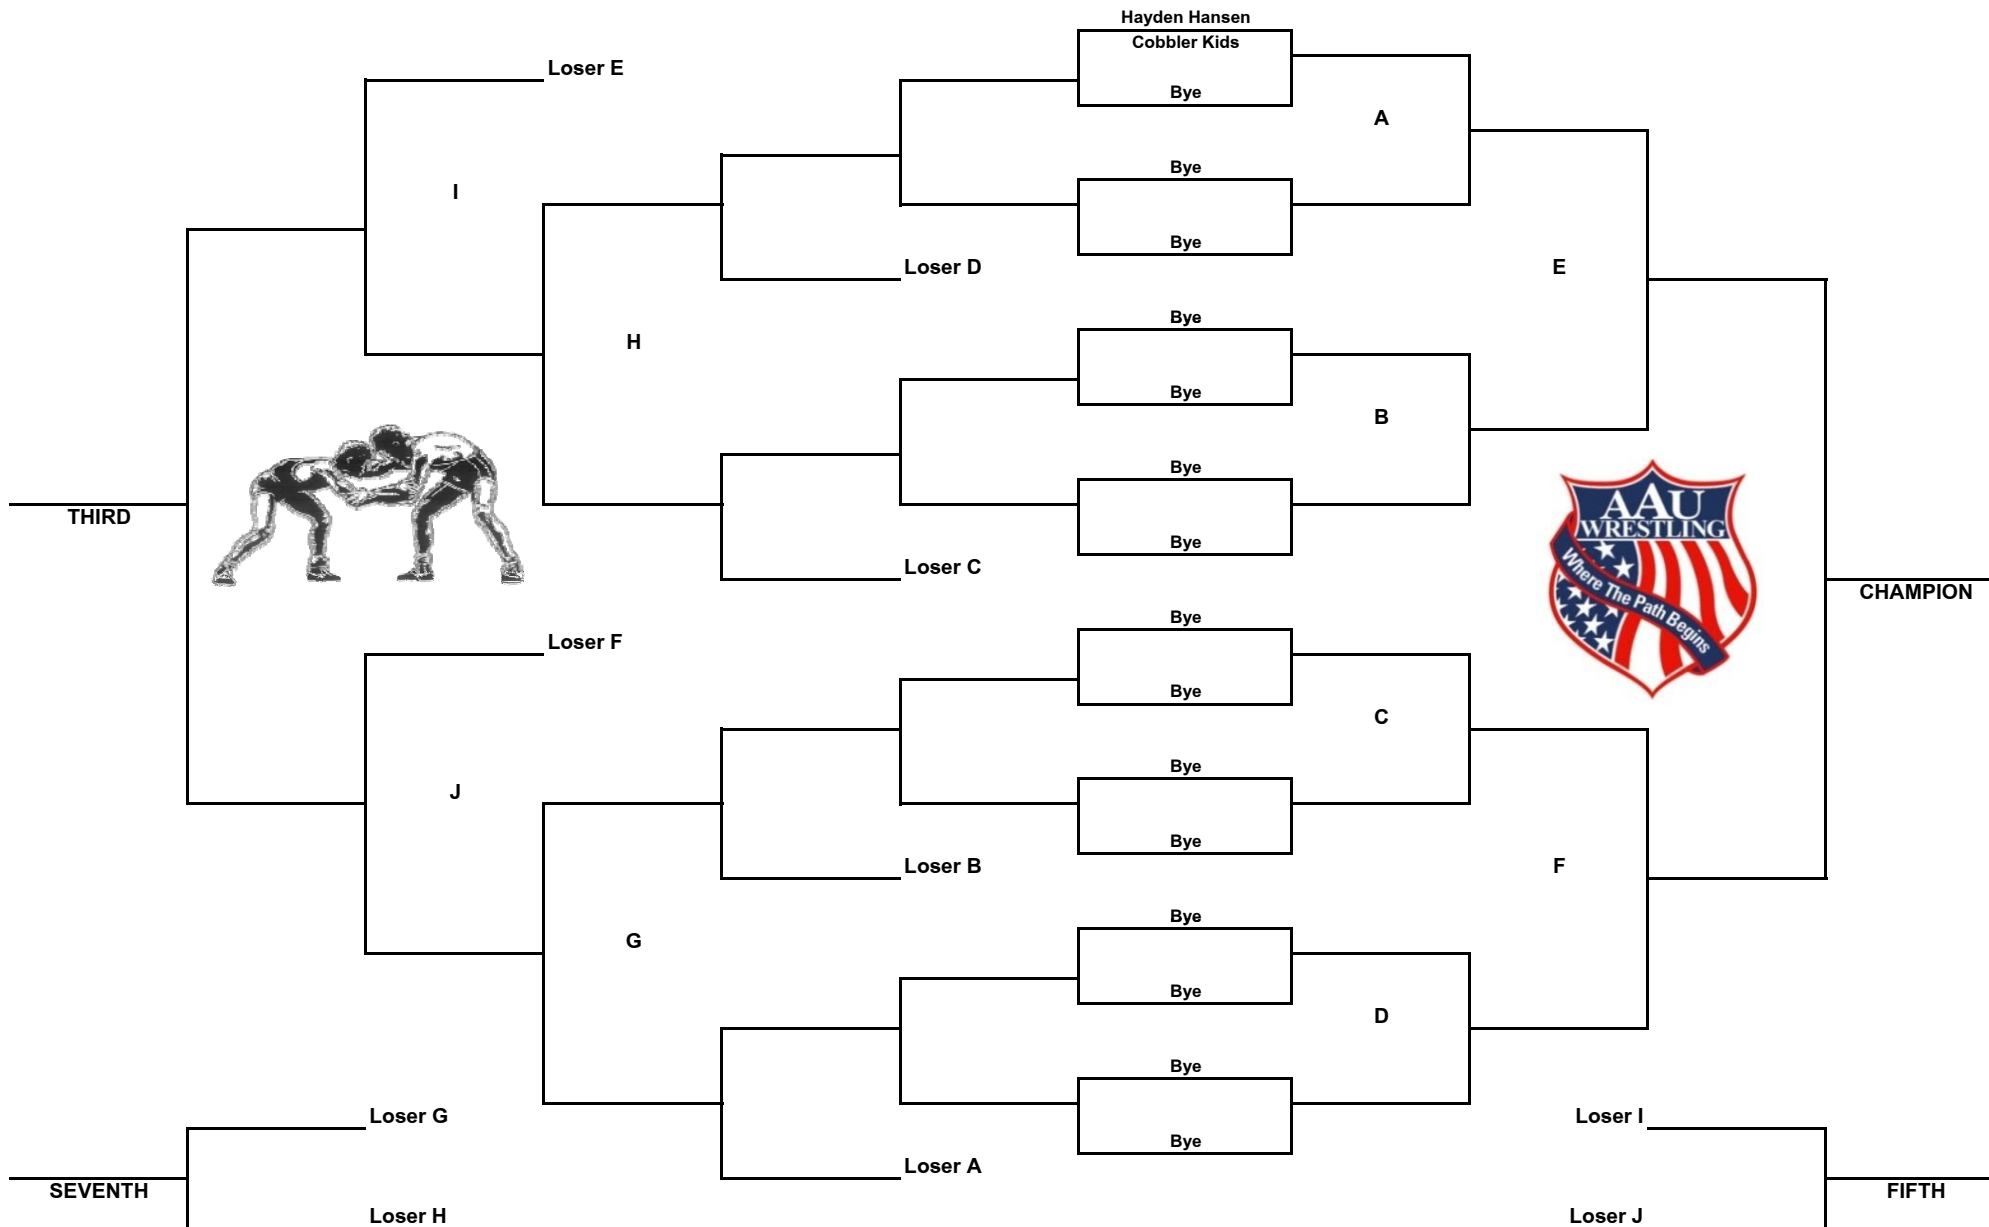 Hayden Hansen
Cobbler Kids
Loser E
Bye
A
Bye
I
Bye
Loser D
E
Bye
H
Bye
B
Bye
AAU
WRESTLING
THIRD
Bye
Where The Path Begins
Loser C
CHAMPION
Bye
Loser F
Bye
C
Bye
J
Bye
Loser B
F
Bye
G
Bye
D
Bye
Loser G
Loser I
Bye
Loser A
SEVENTH
FIFTH
Loser H
Loser J